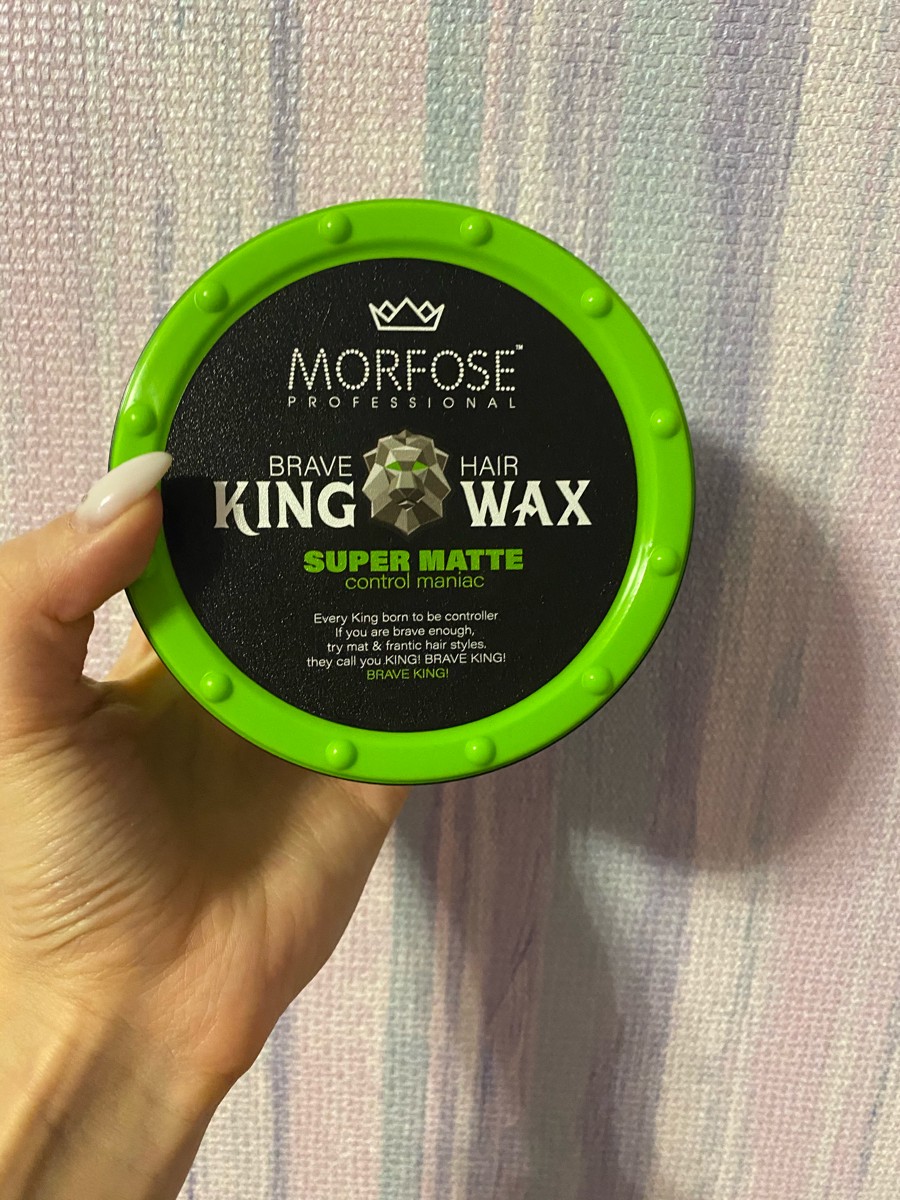 MORFOSE™
PROFESSIONAL
BRAVE HAIR
KING WAX
SUPER MATTE
control maniac
Every King born to be controller
If you are brave enough,
try mat & frantic hair styles.
they call you KING! BRAVE KING!
BRAVE KING!